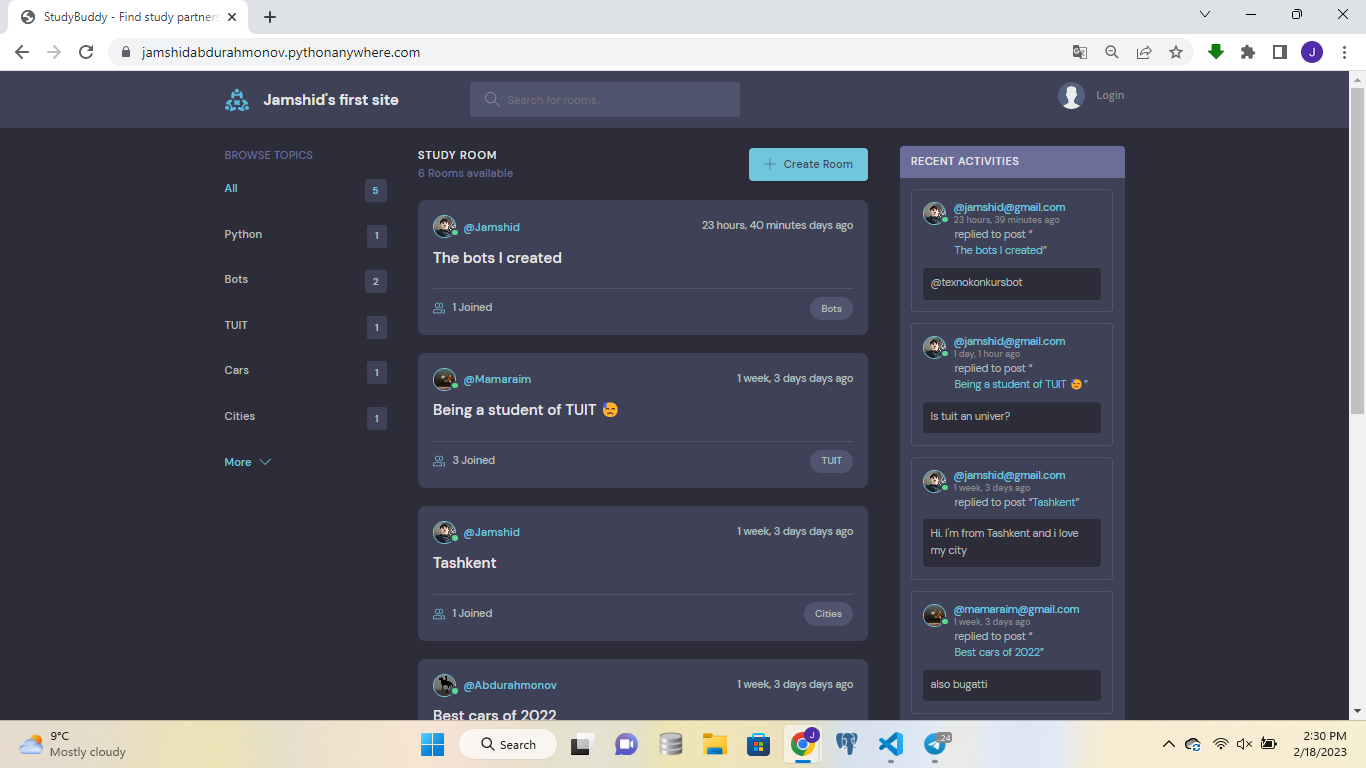 StudyBuddy - Find study partner
jamshidabdurahmonov.pythonanywhere.com
J
Jamshid's first site
Search for rooms...
Login
BROWSE TOPICS
All 5
Python 1
Bots 2
TUIT 1
Cars 1
Cities 1
More
STUDY ROOM
6 Rooms available
Create Room
@Jamshid 23 hours, 40 minutes days ago
The bots I created
1 Joined Bots
@Mamaraim 1 week, 3 days days ago
Being a student of TUIT 😓
3 Joined TUIT
@Jamshid 1 week, 3 days days ago
Tashkent
1 Joined Cities
@Abdurahmonov 1 week, 3 days days ago
Best cars of 2022
RECENT ACTIVITIES
@jamshid@gmail.com
23 hours, 39 minutes ago
replied to post “
The bots I created”
@texnokonkursbot
@jamshid@gmail.com
1 day, 1 hour ago
replied to post “
Being a student of TUIT 😓”
Is tuit an univer?
@jamshid@gmail.com
1 week, 3 days ago
replied to post “Tashkent”
Hi. I'm from Tashkent and i love
my city
@mamaraim@gmail.com
1 week, 3 days ago
replied to post “
Best cars of 2022”
also bugatti
9°C
Mostly cloudy
Search
J
24
2:30 PM
2/18/2023